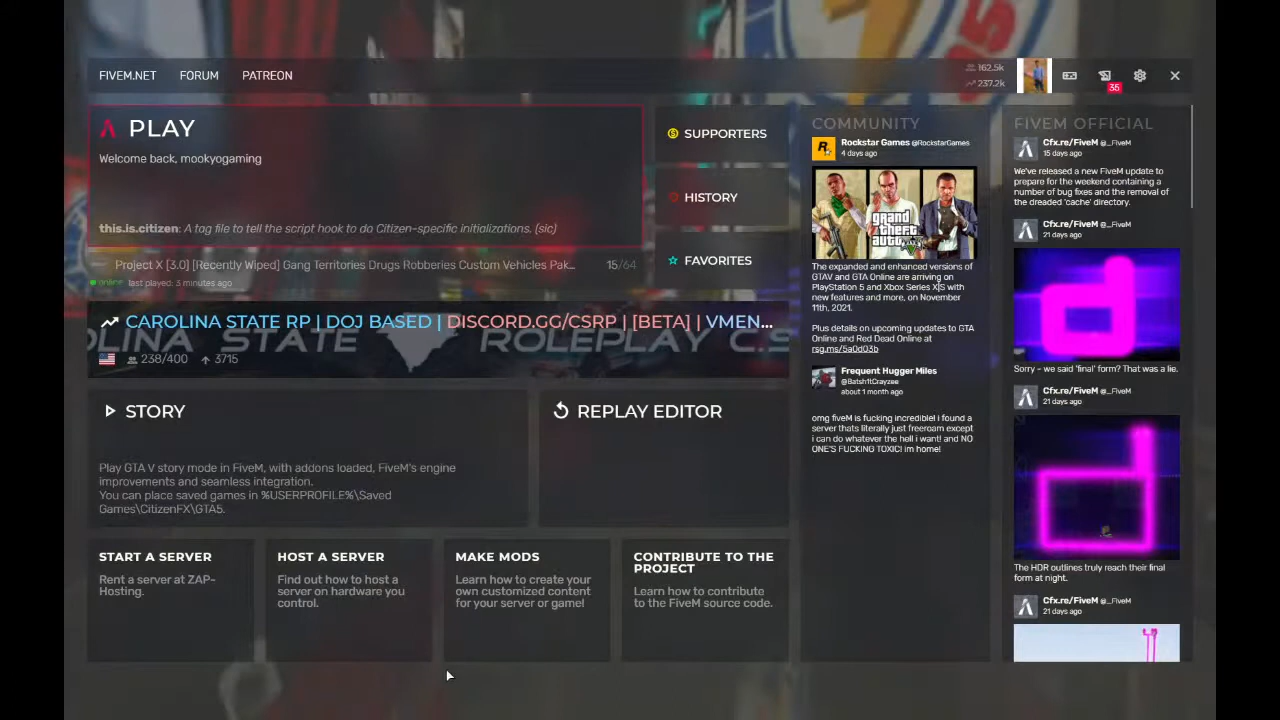 FIVEM.NET FORUM PATREON
162.5k
237.2k
35
PLAY
Welcome back, mookyogaming
this.is.citizen: A tag file to tell the script hook to do Citizen-specific initializations. (sic)
Project X [3.0] [Recently Wiped] Gang Territories Drugs Robberies Custom Vehicles Pak... 15/64
online last played: 3 minutes ago
SUPPORTERS
HISTORY
FAVORITES
CAROLINA STATE RP | DOJ BASED | DISCORD.GG/CSRP | [BETA] | VMEN...
OLINA STATE ROLEPLAY C.S
238/400 3715
STORY
Play GTA V story mode in FiveM, with addons loaded, FiveM's engine
improvements and seamless integration.
You can place saved games in %USERPROFILE%\Saved
Games\CitizenFX\GTA5.
REPLAY EDITOR
START A SERVER
Rent a server at ZAP-
Hosting.
HOST A SERVER
Find out how to host a
server on hardware you
control.
MAKE MODS
Learn how to create your
own customized content
for your server or game!
CONTRIBUTE TO THE
PROJECT
Learn how to contribute
to the FiveM source code.
COMMUNITY
Rockstar Games @RockstarGames
4 days ago
grand
theft
auto
The expanded and enhanced versions of
GTAV and GTA Online are arriving on
PlayStation 5 and Xbox Series X|S with
new features and more, on November
11th, 2021.
Plus details on upcoming updates to GTA
Online and Red Dead Online at
rsg.ms/5a0d03b
Frequent Hugger Miles
@Batsh1tCrayzee
about 1 month ago
omg fiveM is fucking incredible! i found a
server thats literally just freeroam except
i can do whatever the hell i want! and NO
ONE'S FUCKING TOXIC! im home!
FIVEM OFFICIAL
Cfx.re/FiveM @_FiveM
15 days ago
We've released a new FiveM update to
prepare for the weekend containing a
number of bug fixes and the removal of
the dreaded 'cache' directory.
Cfx.re/FiveM @_FiveM
21 days ago
Sorry - we said 'final' form? That was a lie.
Cfx.re/FiveM @_FiveM
21 days ago
The HDR outlines truly reach their final
form at night.
Cfx.re/FiveM @_FiveM
21 days ago